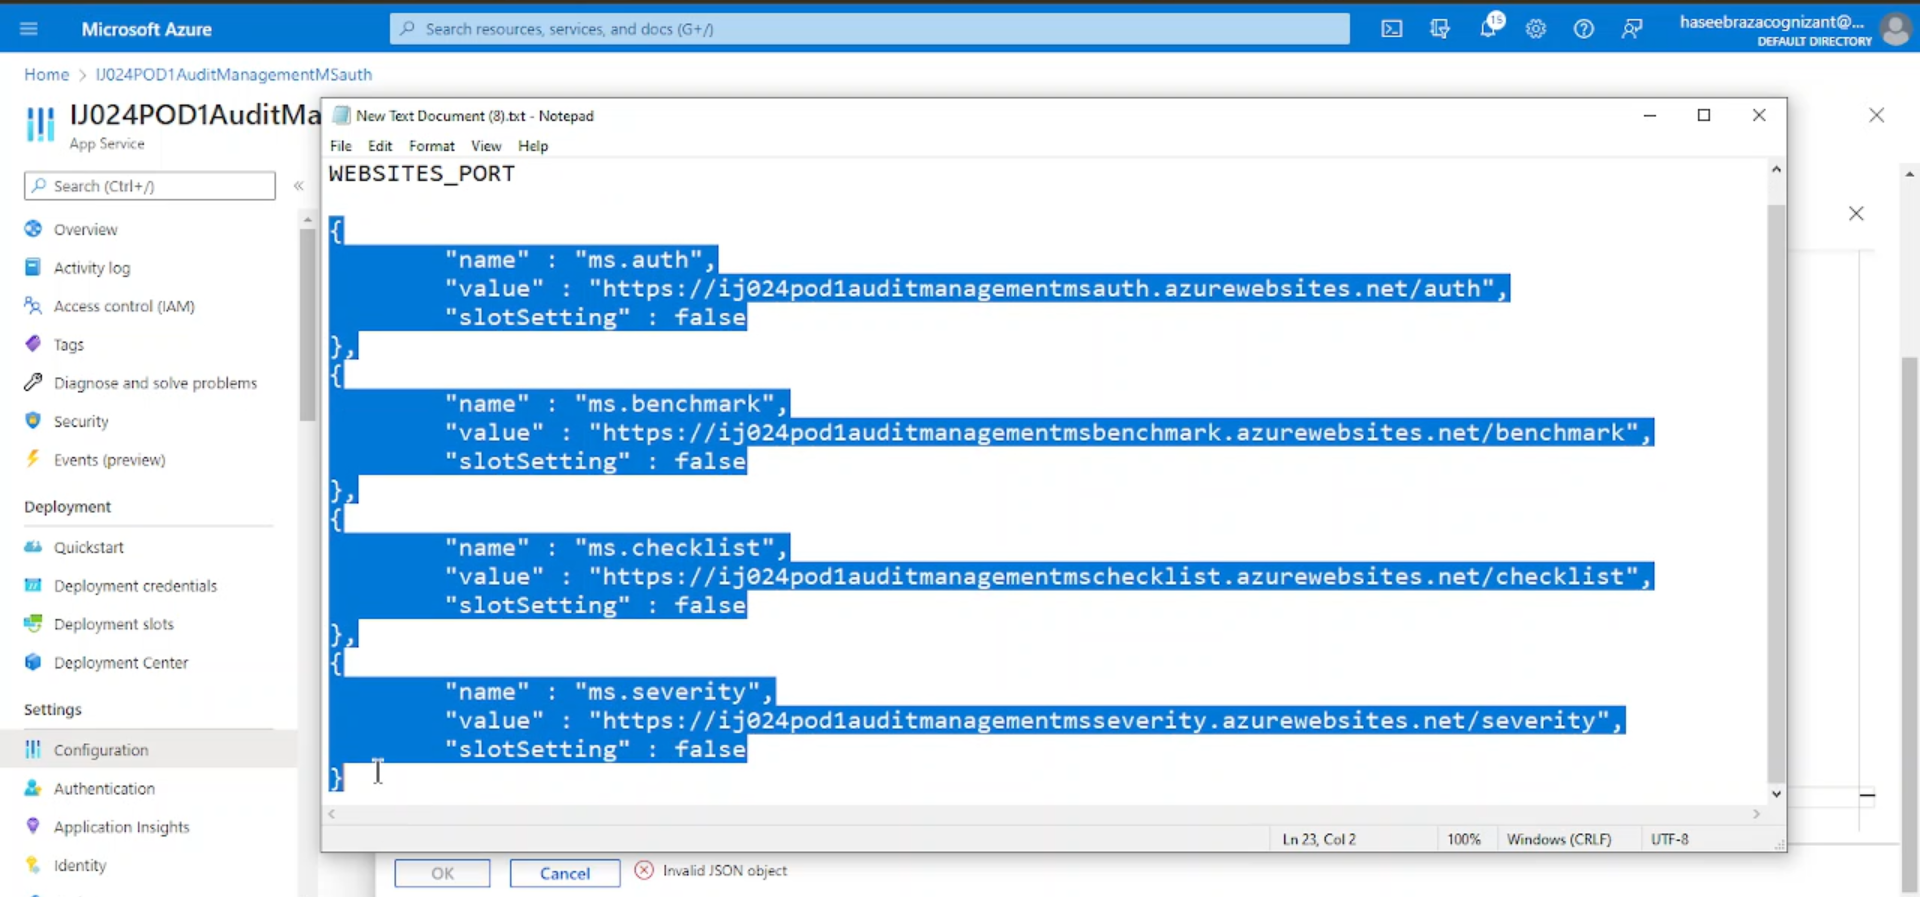 Microsoft Azure
Search resources, services, and docs (G+/)
15
haseebrazacognizant@...
DEFAULT DIRECTORY
Home > IJ024POD1AuditManagementMSauth
IJ024POD1AuditMa
App Service
Search (Ctrl+/)
«
Overview
Activity log
Access control (IAM)
Tags
Diagnose and solve problems
Security
Events (preview)
Deployment
Quickstart
Deployment credentials
Deployment slots
Deployment Center
Settings
Configuration
Authentication
Application Insights
Identity
New Text Document (8).txt - Notepad
File Edit Format View Help
WEBSITES_PORT
{
"name" : "ms.auth",
"value" : "https://ij024pod1auditmanagementmsauth.azurewebsites.net/auth",
"slotSetting" : false
},
{
"name" : "ms.benchmark",
"value" : "https://ij024pod1auditmanagementmsbenchmark.azurewebsites.net/benchmark",
"slotSetting" : false
},
{
"name" : "ms.checklist",
"value" : "https://ij024pod1auditmanagementmschecklist.azurewebsites.net/checklist",
"slotSetting" : false
},
{
"name" : "ms.severity",
"value" : "https://ij024pod1auditmanagementmsseverity.azurewebsites.net/severity",
"slotSetting" : false
}
Ln 23, Col 2 100% Windows (CRLF) UTF-8
OK Cancel Invalid JSON object